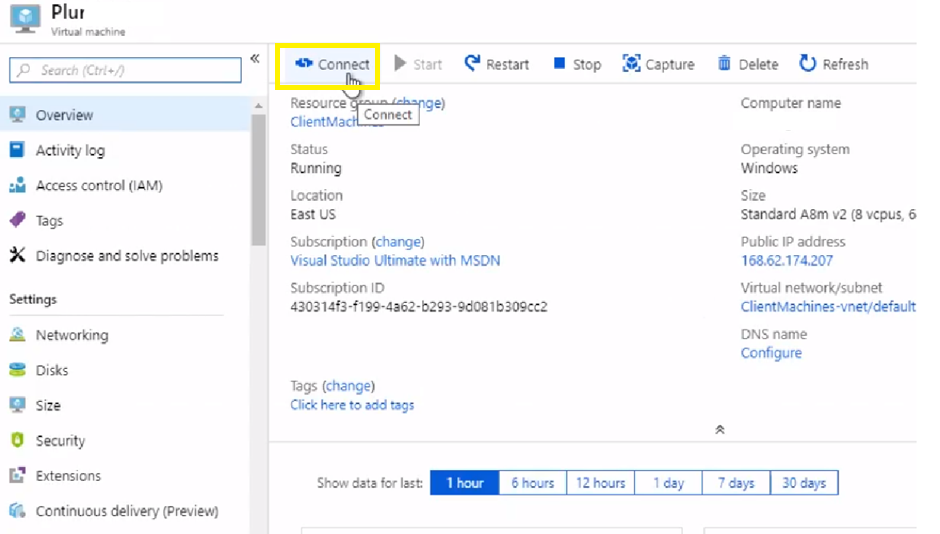 Plur
Virtual machine
Search (Ctrl+/)
«
Connect
Start
Restart
Stop
Capture
Delete
Refresh
Overview
Activity log
Access control (IAM)
Tags
Diagnose and solve problems
Settings
Networking
Disks
Size
Security
Extensions
Continuous delivery (Preview)
Resource group (change)
ClientMachines
Connect
Status
Running
Location
East US
Subscription (change)
Visual Studio Ultimate with MSDN
Subscription ID
430314f3-f199-4a62-b293-9d081b309cc2
Tags (change)
Click here to add tags
Computer name
Operating system
Windows
Size
Standard A8m v2 (8 vcpus, 6
Public IP address
168.62.174.207
Virtual network/subnet
ClientMachines-vnet/default
DNS name
Configure
Show data for last:
1 hour
6 hours
12 hours
1 day
7 days
30 days